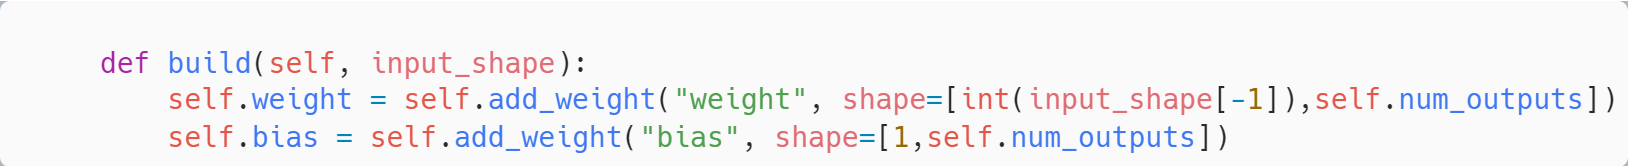 def build(self, input_shape):
self.weight = self.add_weight("weight", shape=[int(input_shape[-1]),self.num_outputs])
self.bias = self.add_weight("bias", shape=[1,self.num_outputs])